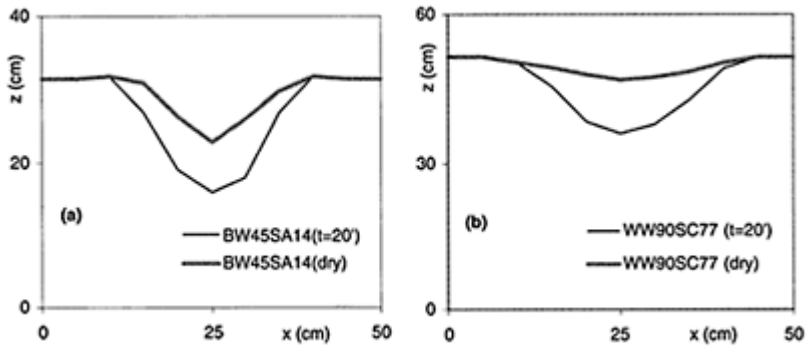 40
z (cm)
20
0
(a)
BW45SA14(t=20')
BW45SA14(dry)
0
25
x (cm)
50
60
z (cm)
30
0
(b)
WW90SC77 (t=20')
WW90SC77 (dry)
0
25
x (cm)
50